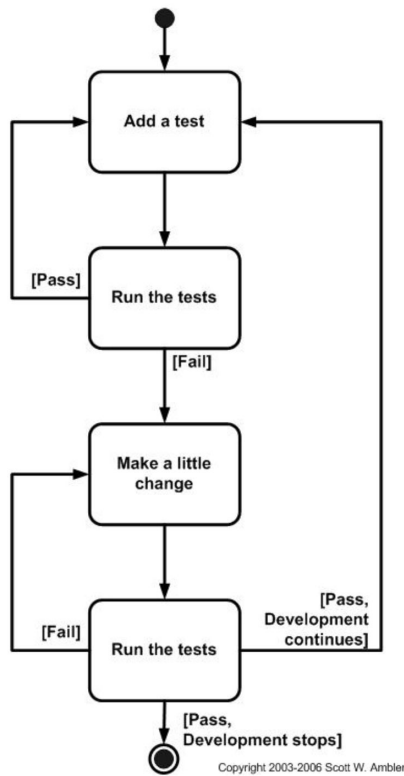 Add a test
[Pass]
Run the tests
[Fail]
Make a little
change
[Pass,
Development
continues]
[Fail]
Run the tests
[Pass,
Development stops]
Copyright 2003-2006 Scott W. Ambler